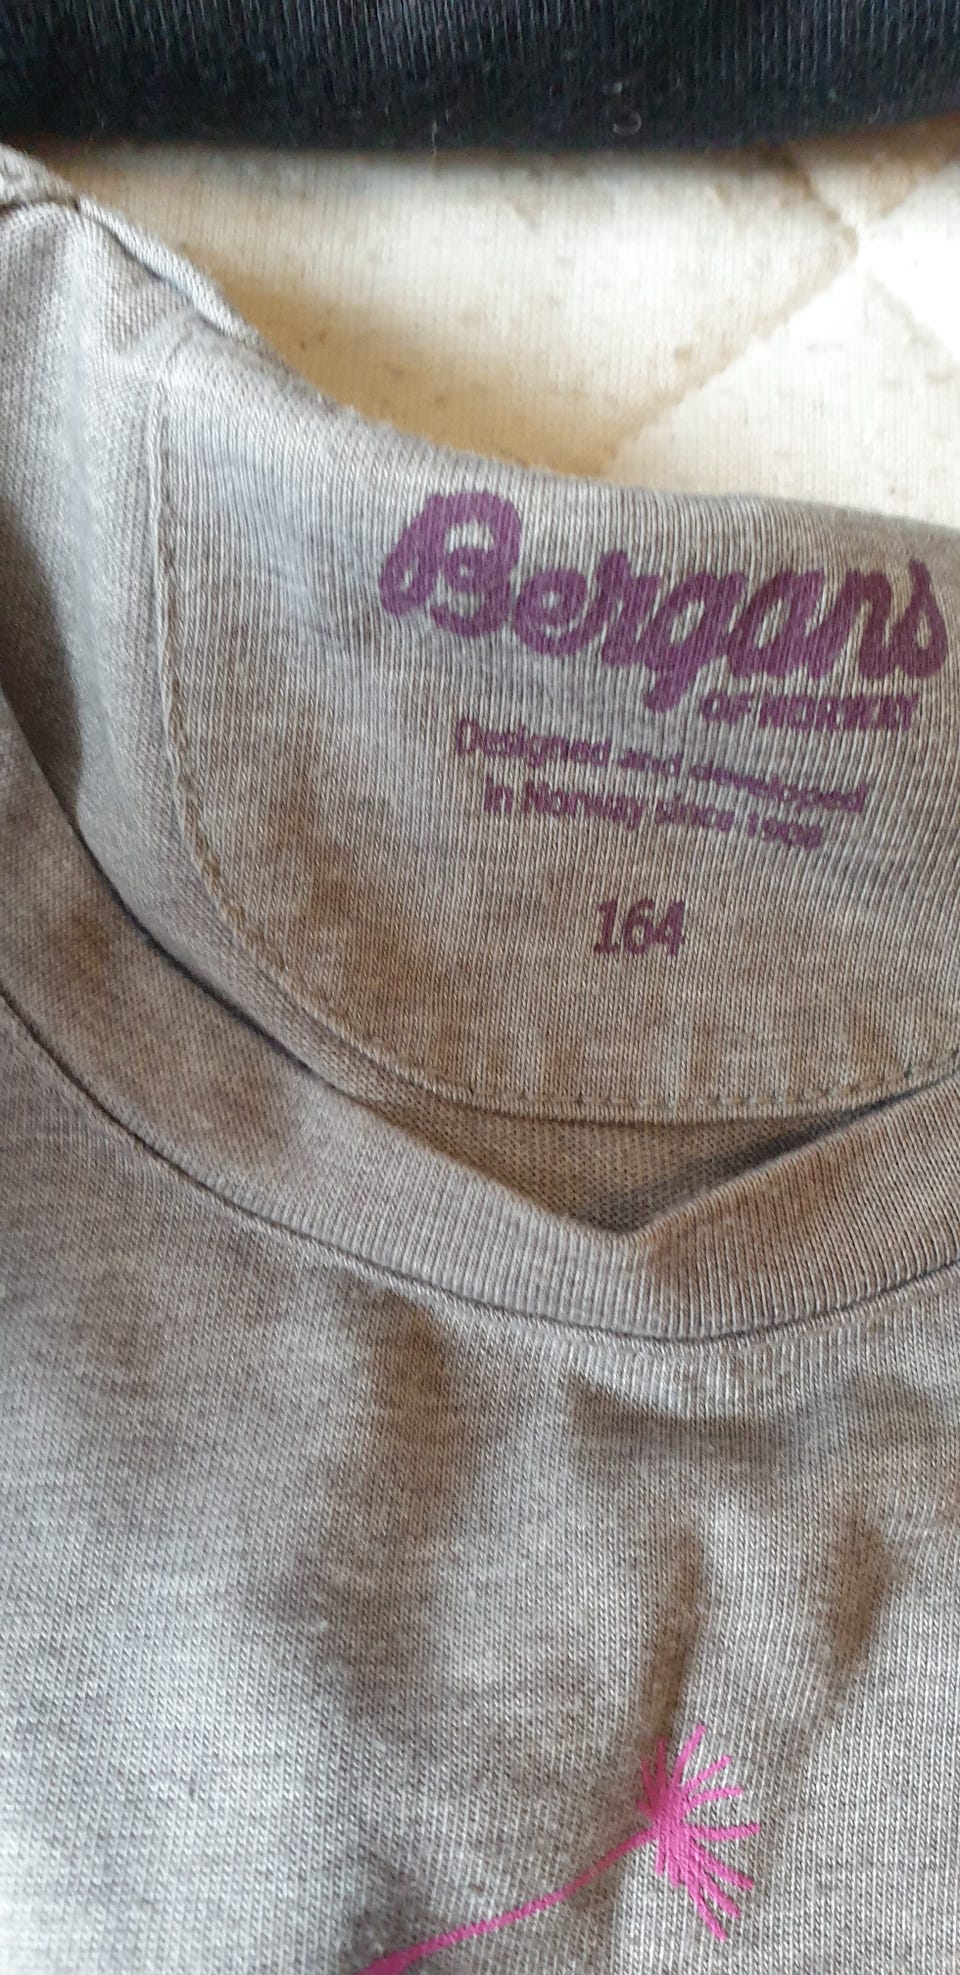 Bergans
OF NORWAY
Designed and developed
in Norway since 1908
164